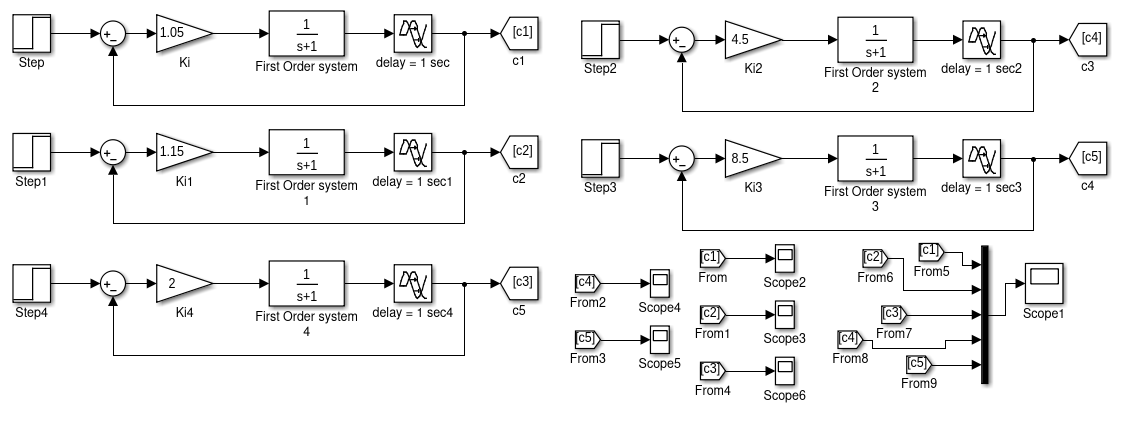 Step
+
−
1.05
Ki
1
s+1
First Order system
delay = 1 sec
[c1]
c1
Step2
+
−
4.5
Ki2
1
s+1
First Order system
2
delay = 1 sec2
[c4]
c3
Step1
+
−
1.15
Ki1
1
s+1
First Order system
1
delay = 1 sec1
[c2]
c2
Step3
+
−
8.5
Ki3
1
s+1
First Order system
3
delay = 1 sec3
[c5]
c4
Step4
+
−
2
Ki4
1
s+1
First Order system
4
delay = 1 sec4
[c3]
c5
[c4]
From2
Scope4
[c5]
From3
Scope5
[c1]
From
Scope2
[c2]
From1
Scope3
[c3]
From4
Scope6
[c1]
From5
[c2]
From6
[c3]
From7
[c4]
From8
[c5]
From9
Scope1